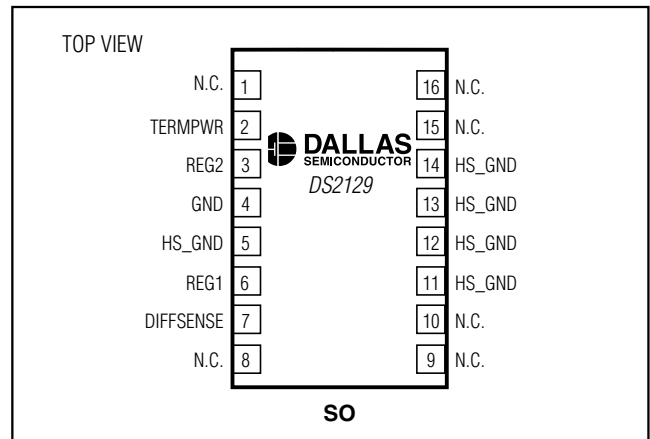 TOP VIEW
N.C. 1 16 N.C.
TERMPWR 2 15 N.C.
DALLAS
SEMICONDUCTOR
REG2 3 14 HS_GND
DS2129
GND 4 13 HS_GND
HS_GND 5 12 HS_GND
REG1 6 11 HS_GND
DIFFSENSE 7 10 N.C.
N.C. 8 9 N.C.
SO